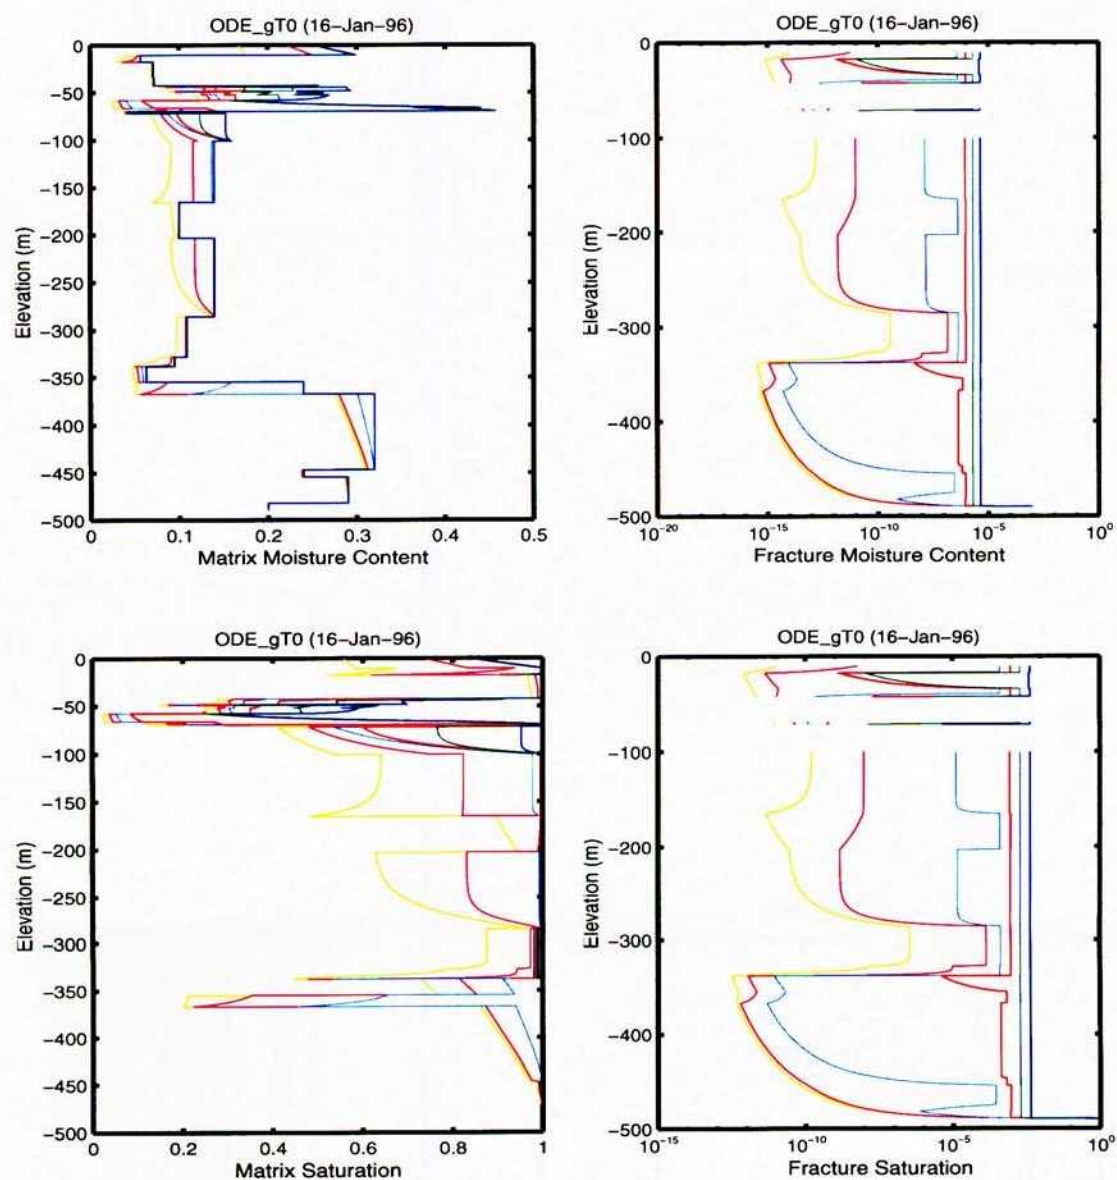 ODE_gT0 (16-Jan-96)
0
-50
-100
-150
-200
-250
-300
-350
-400
-450
-500
Elevation (m)
0 0.1 0.2 0.3 0.4 0.5
Matrix Moisture Content
ODE_gT0 (16-Jan-96)
0
-100
-200
-300
-400
-500
Elevation (m)
10^-20 10^-15 10^-10 10^-5 10^0
Fracture Moisture Content
ODE_gT0 (16-Jan-96)
0
-50
-100
-150
-200
-250
-300
-350
-400
-450
-500
Elevation (m)
0 0.2 0.4 0.6 0.8 1
Matrix Saturation
ODE_gT0 (16-Jan-96)
0
-100
-200
-300
-400
-500
Elevation (m)
10^-15 10^-10 10^-5 10^0
Fracture Saturation